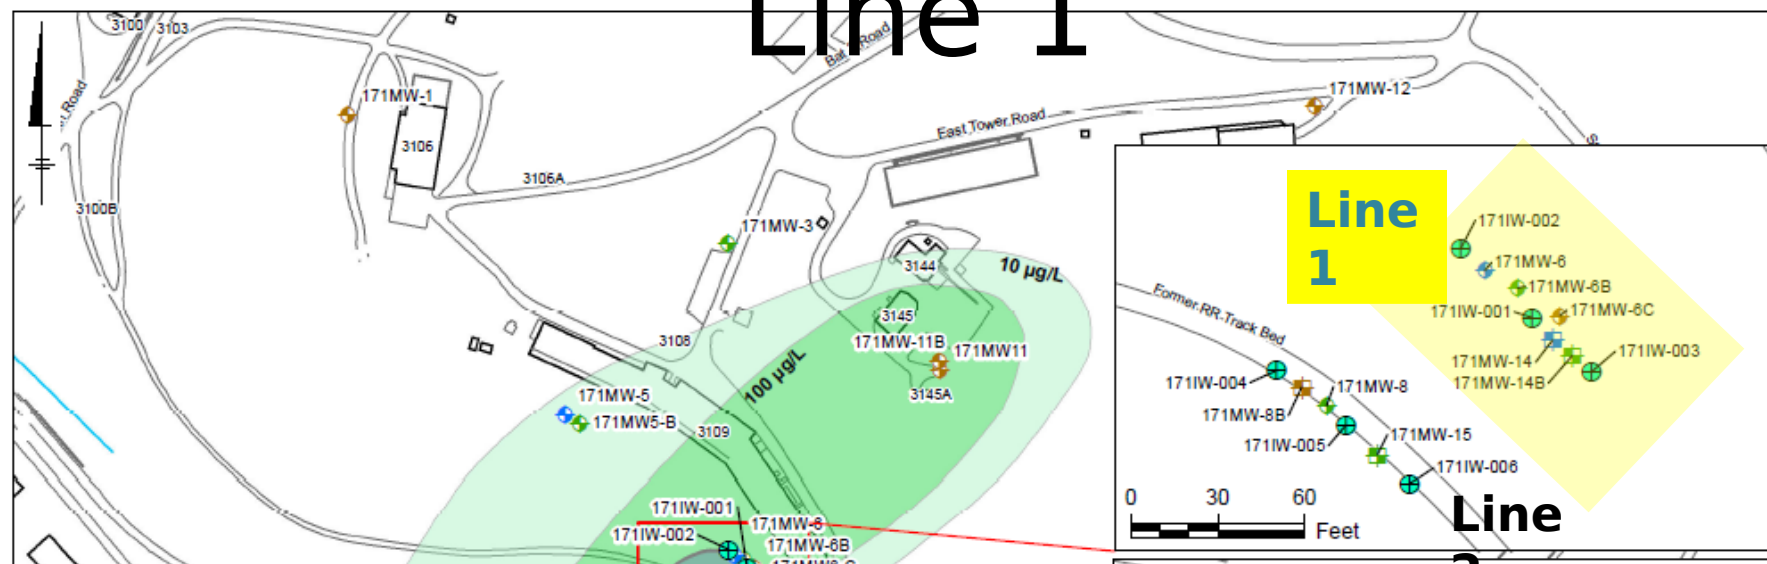 Line 1
3100
3103
Road
171MW-1
3106
3100B
3106A
Road
East Tower Road
171MW-12
171MW-3
3144
10 µg/L
3145
171MW-11B
171MW11
3145A
3108
100 µg/L
171MW-5
171MW5-B
3109
171IW-001
171MW-6
171IW-002
171MW-6B
Line
1
171IW-002
171MW-6
171MW-6B
171IW-001
171MW-6C
171MW-14
171IW-003
171MW-14B
Former RR Track Bed
171IW-004
171MW-8
171MW-8B
171IW-005
171MW-15
171IW-006
0 30 60
Feet
Line